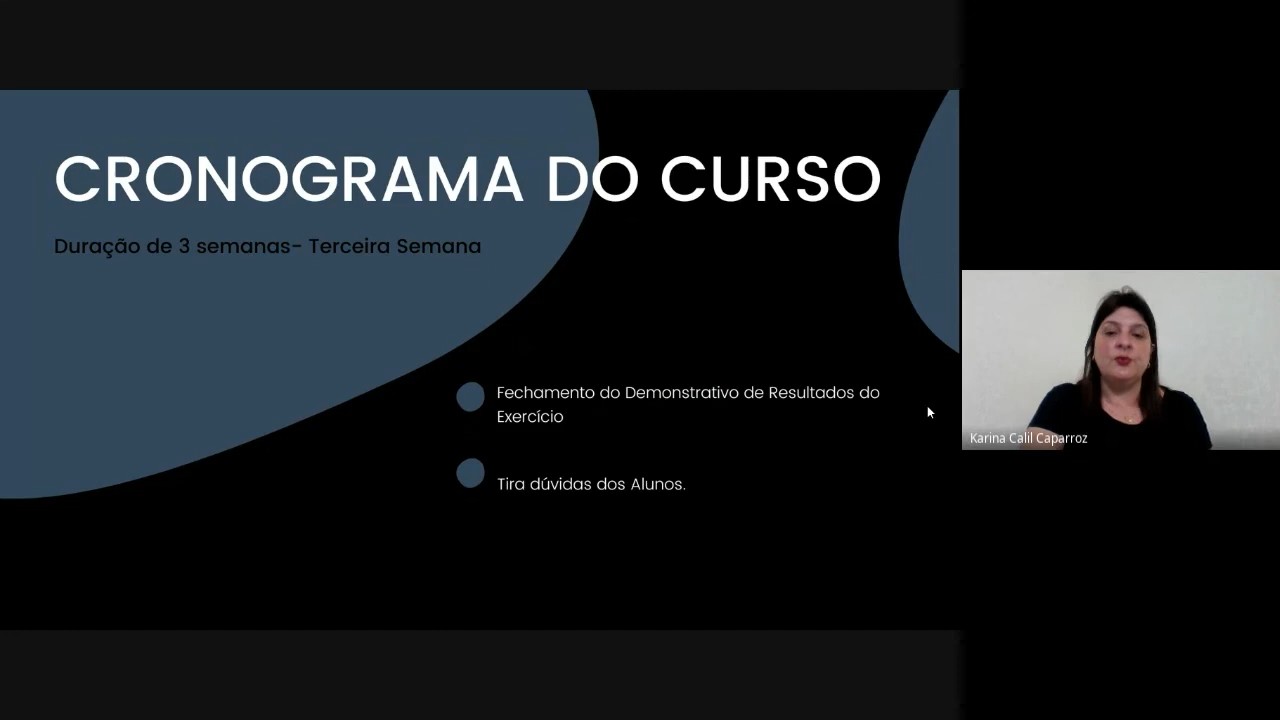 CRONOGRAMA DO CURSO
Duração de 3 semanas- Terceira Semana
Fechamento do Demonstrativo de Resultados do
Exercício
Tira dúvidas dos Alunos.
Karina Calil Caparroz